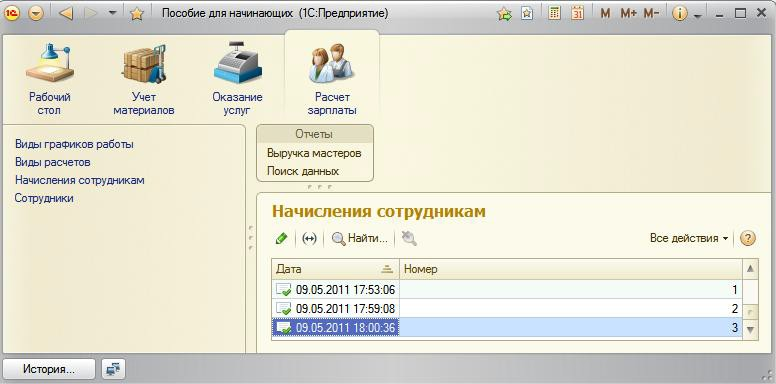 1С Пособие для начинающих (1С:Предприятие) 31 M M+ M-
Рабочий стол
Учет материалов
Оказание услуг
Расчет зарплаты
Виды графиков работы
Виды расчетов
Начисления сотрудникам
Сотрудники
Отчеты
Выручка мастеров
Поиск данных
Начисления сотрудникам
Найти... Все действия ?
Дата Номер
09.05.2011 17:53:06 1
09.05.2011 17:59:08 2
09.05.2011 18:00:36 3
История...